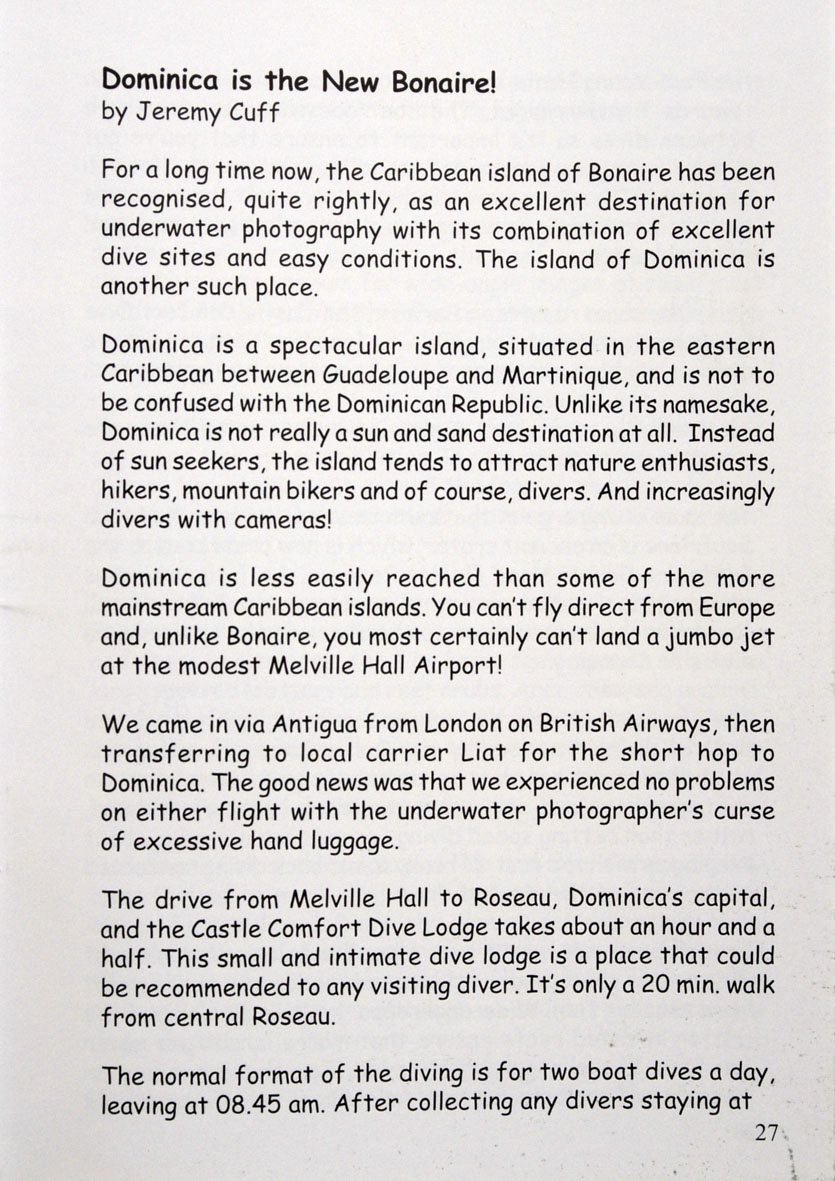 Dominica is the New Bonaire!
by Jeremy Cuff
For a long time now, the Caribbean island of Bonaire has been
recognised, quite rightly, as an excellent destination for
underwater photography with its combination of excellent
dive sites and easy conditions. The island of Dominica is
another such place.
Dominica is a spectacular island, situated in the eastern
Caribbean between Guadeloupe and Martinique, and is not to
be confused with the Dominican Republic. Unlike its namesake,
Dominica is not really a sun and sand destination at all. Instead
of sun seekers, the island tends to attract nature enthusiasts,
hikers, mountain bikers and of course, divers. And increasingly
divers with cameras!
Dominica is less easily reached than some of the more
mainstream Caribbean islands. You can't fly direct from Europe
and, unlike Bonaire, you most certainly can't land a jumbo jet
at the modest Melville Hall Airport!
We came in via Antigua from London on British Airways, then
transferring to local carrier Liat for the short hop to
Dominica. The good news was that we experienced no problems
on either flight with the underwater photographer's curse
of excessive hand luggage.
The drive from Melville Hall to Roseau, Dominica's capital,
and the Castle Comfort Dive Lodge takes about an hour and a
half. This small and intimate dive lodge is a place that could
be recommended to any visiting diver. It's only a 20 min. walk
from central Roseau.
The normal format of the diving is for two boat dives a day,
leaving at 08.45 am. After collecting any divers staying at
27